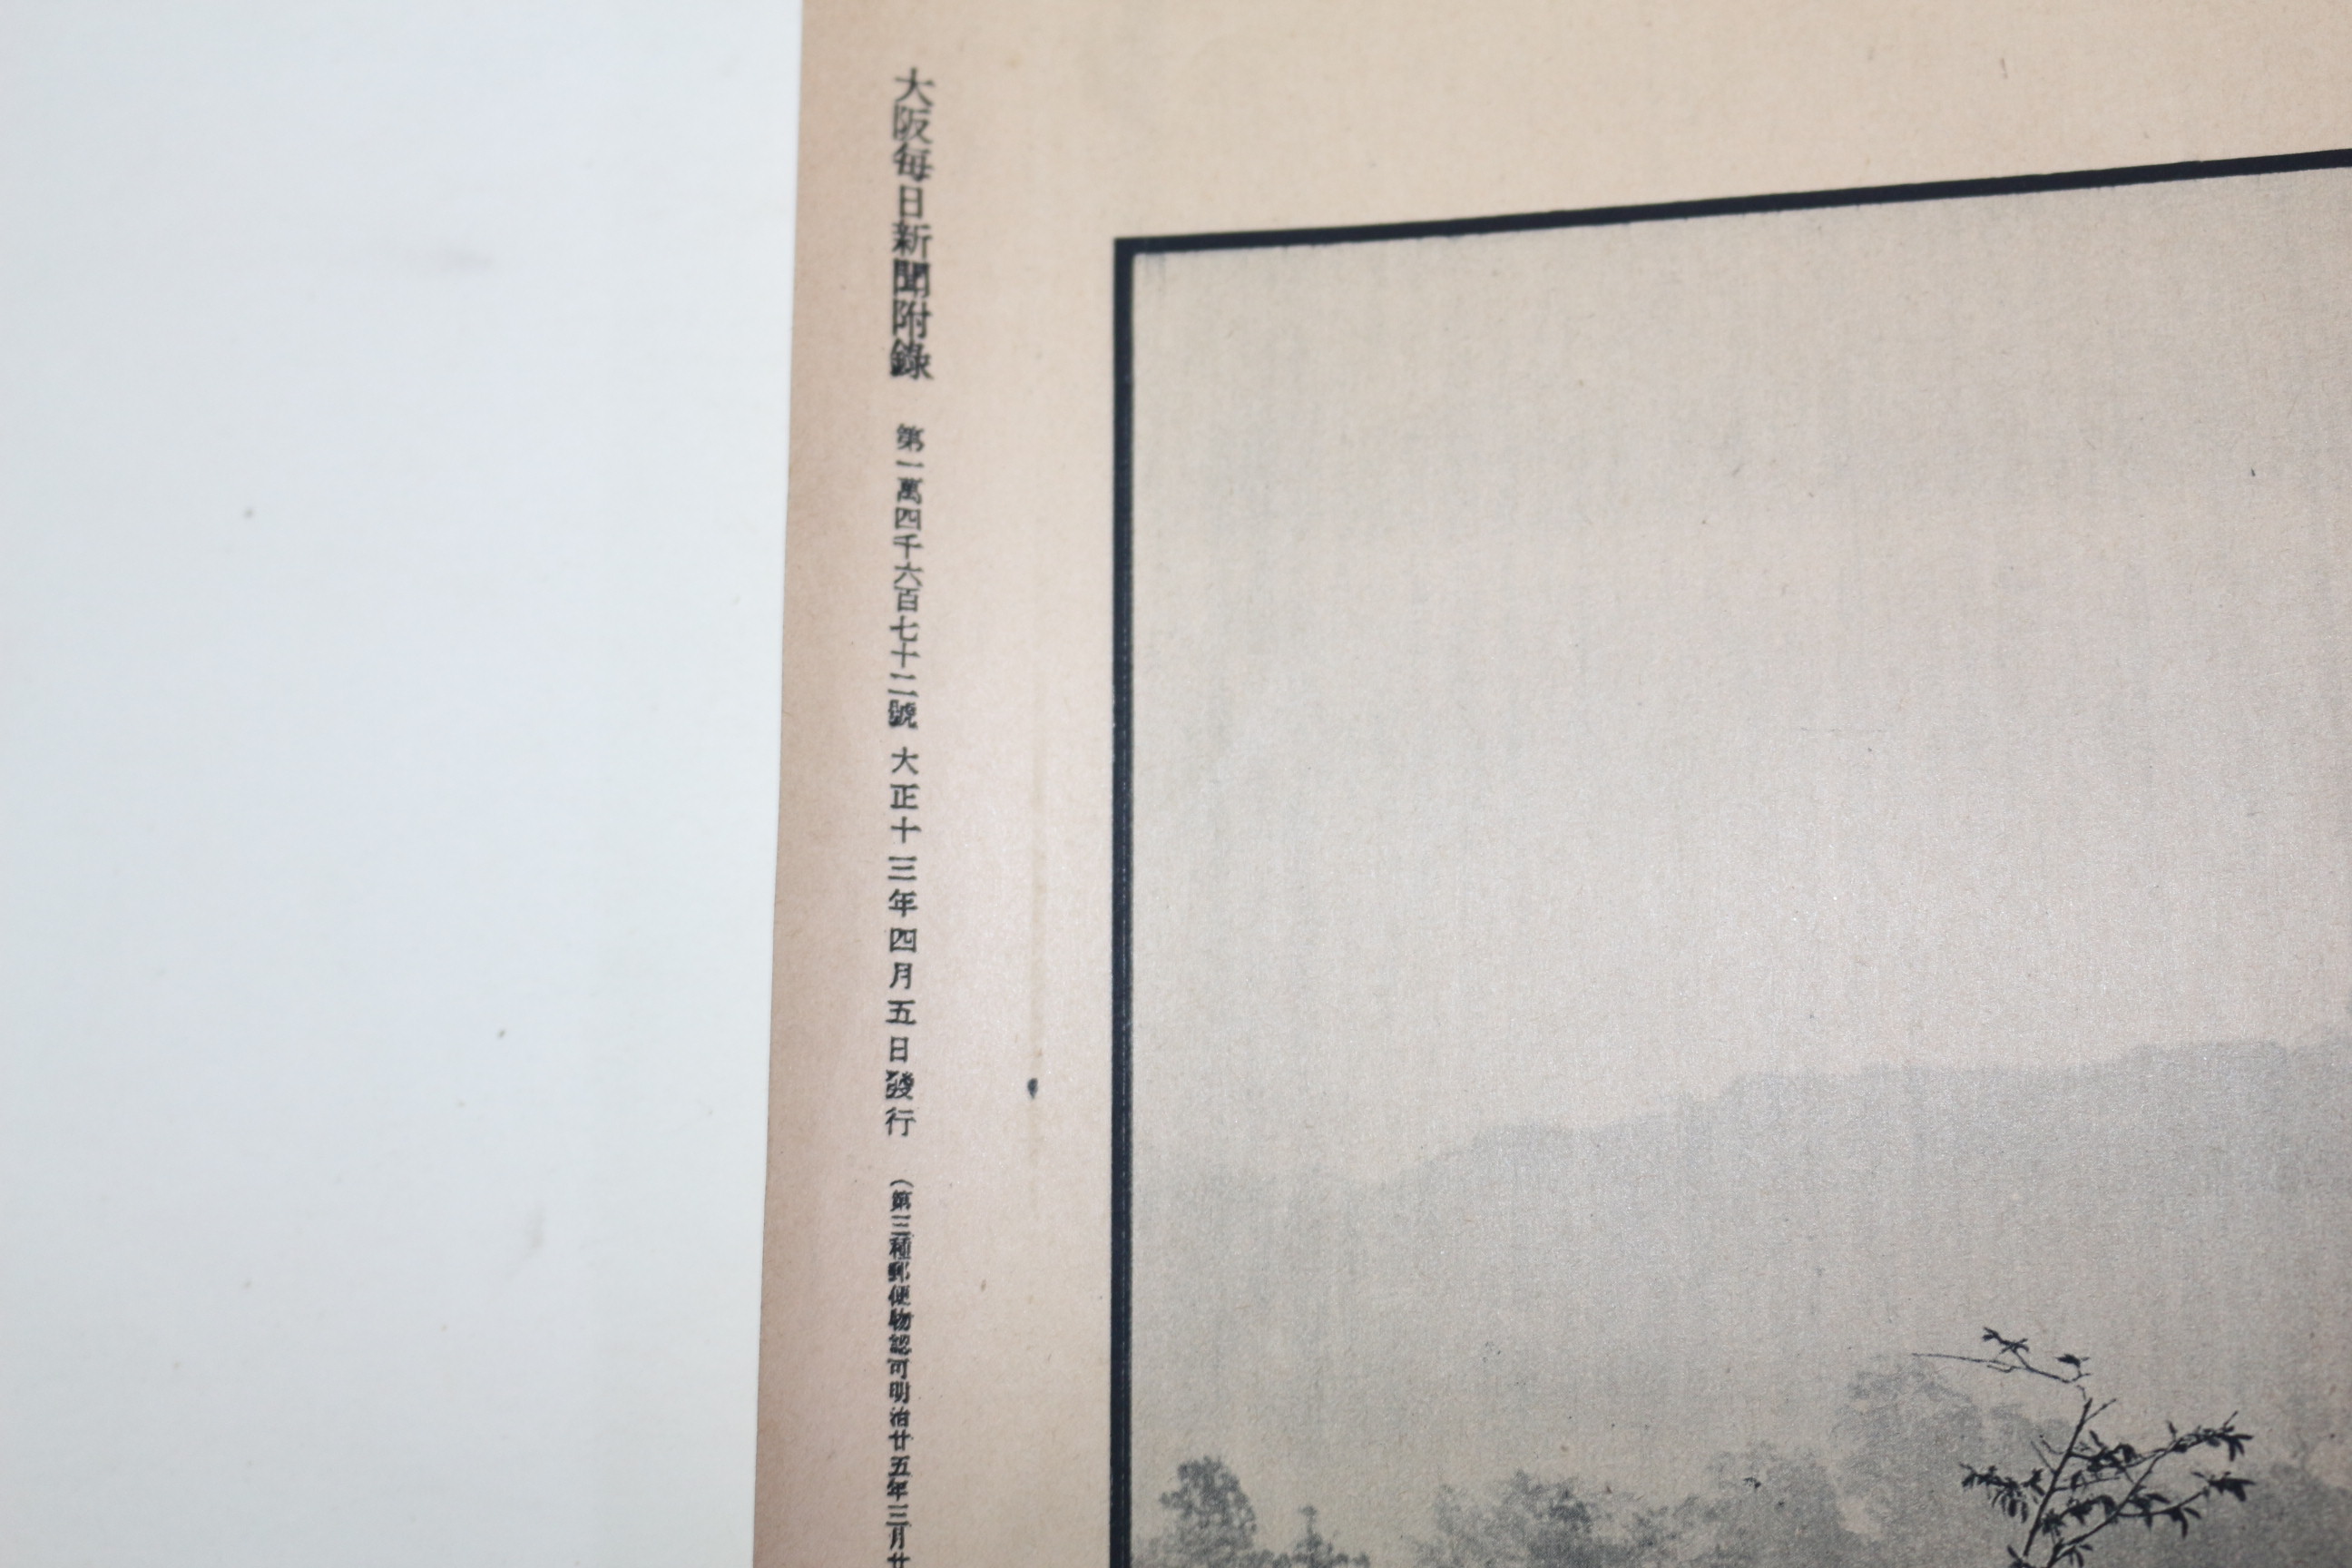 大阪每日新聞附錄 第一萬四千六百七十二號 大正十三年四月五日發行 (第三種郵便物認可明治廿五年三月廿